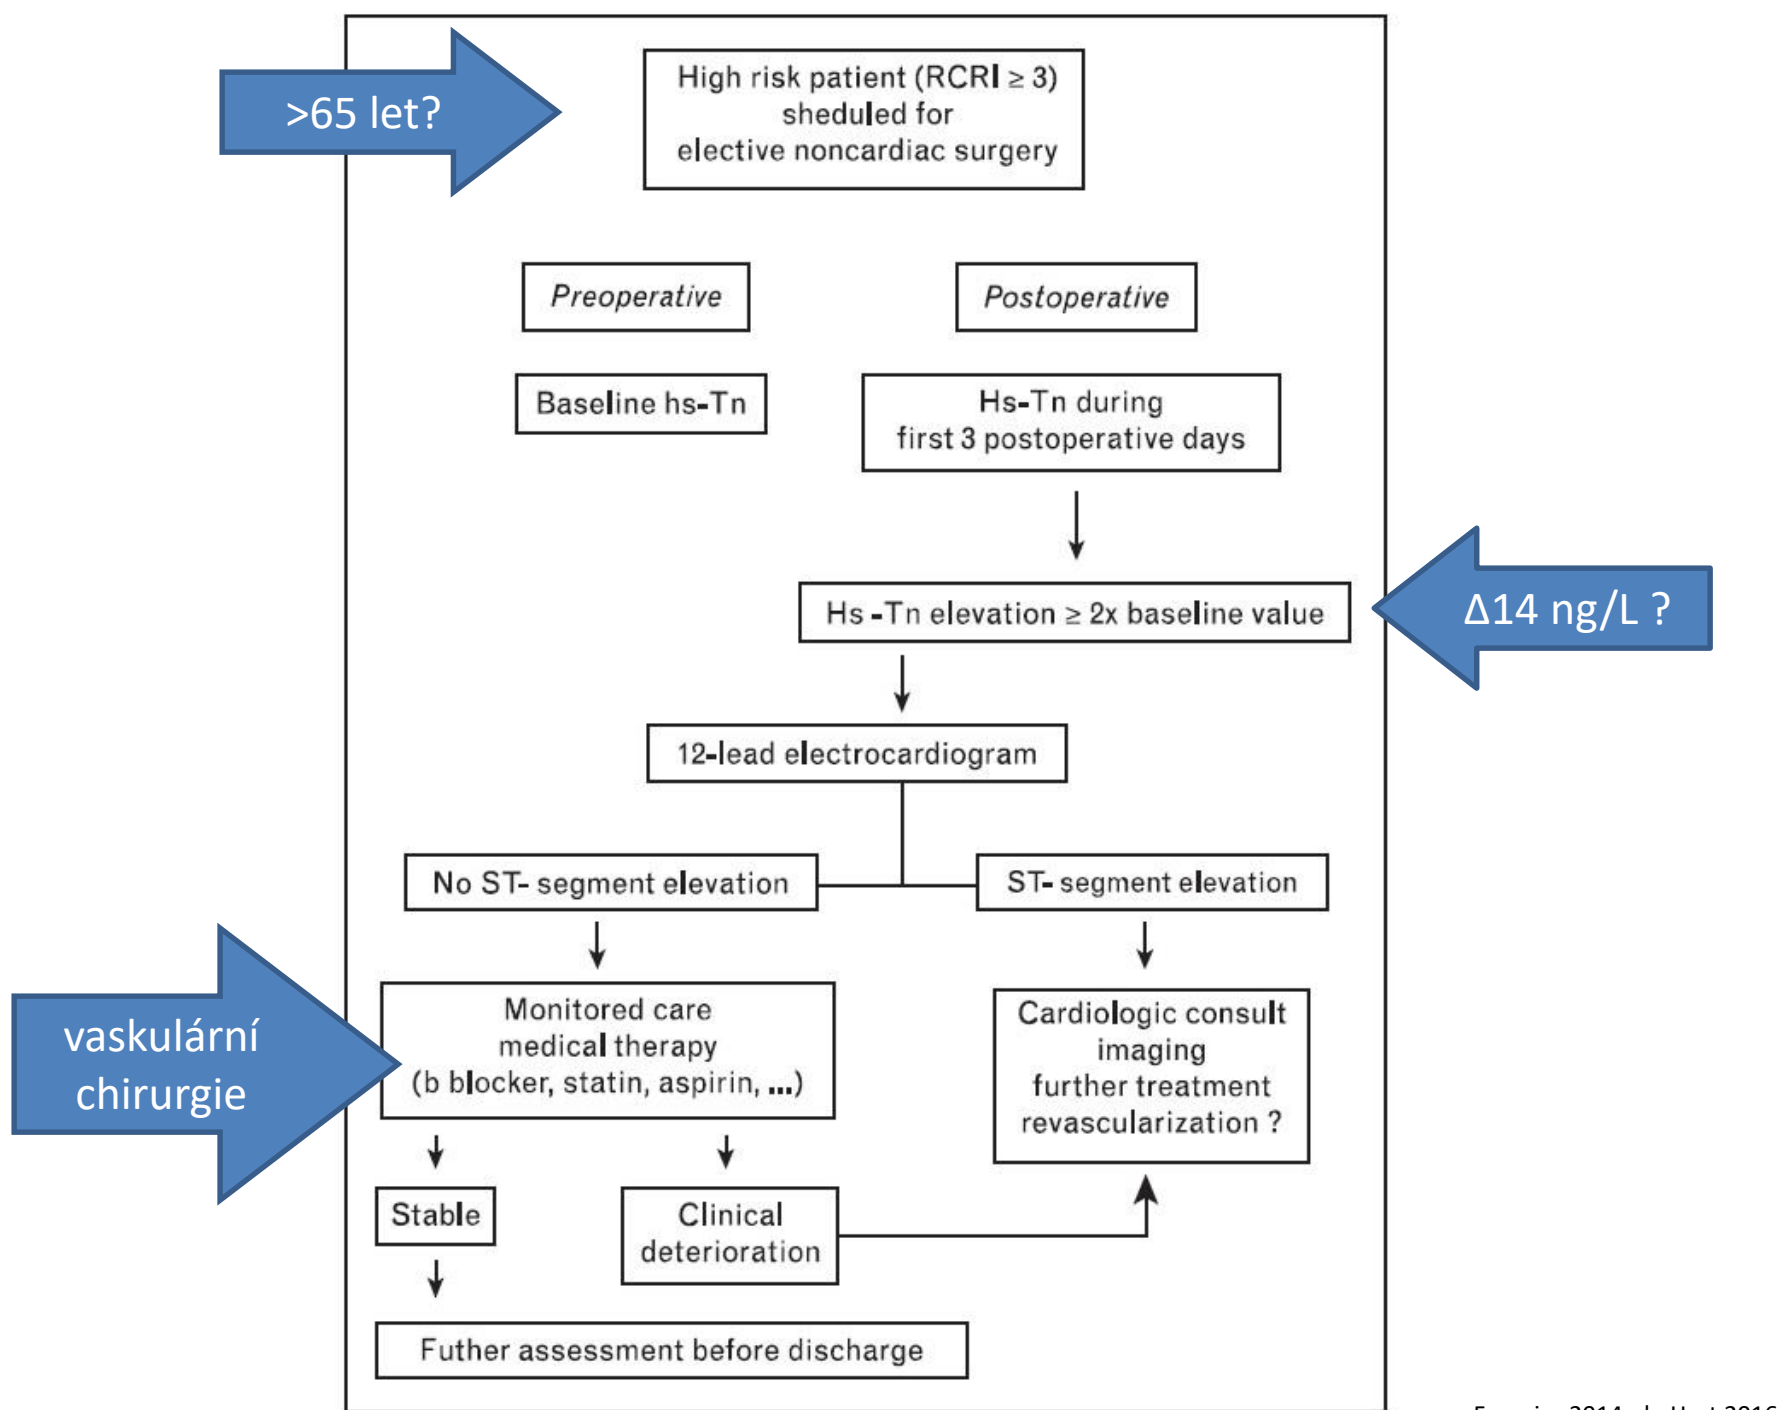 >65 let?
High risk patient (RCRI ≥ 3)
sheduled for
elective noncardiac surgery
Preoperative
Postoperative
Baseline hs-Tn
Hs-Tn during
first 3 postoperative days
Hs -Tn elevation ≥ 2x baseline value
Δ14 ng/L ?
12-lead electrocardiogram
No ST- segment elevation
ST- segment elevation
vaskulární
chirurgie
Monitored care
medical therapy
(b blocker, statin, aspirin, ...)
Cardiologic consult
imaging
further treatment
revascularization ?
Stable
Clinical
deterioration
Futher assessment before discharge
2014
2016